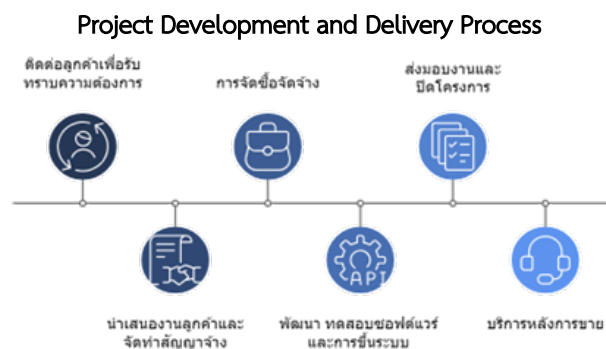 Project Development and Delivery Process
ติดต่อลูกค้าเพื่อรับ
ทราบความต้องการ
การจัดซื้อจัดจ้าง
ส่งมอบงานและ
ปิดโครงการ
API
นำเสนองานลูกค้าและ
จัดทำสัญญาจ้าง
พัฒนา ทดสอบซอฟต์แวร์
และการขึ้นระบบ
บริการหลังการขาย